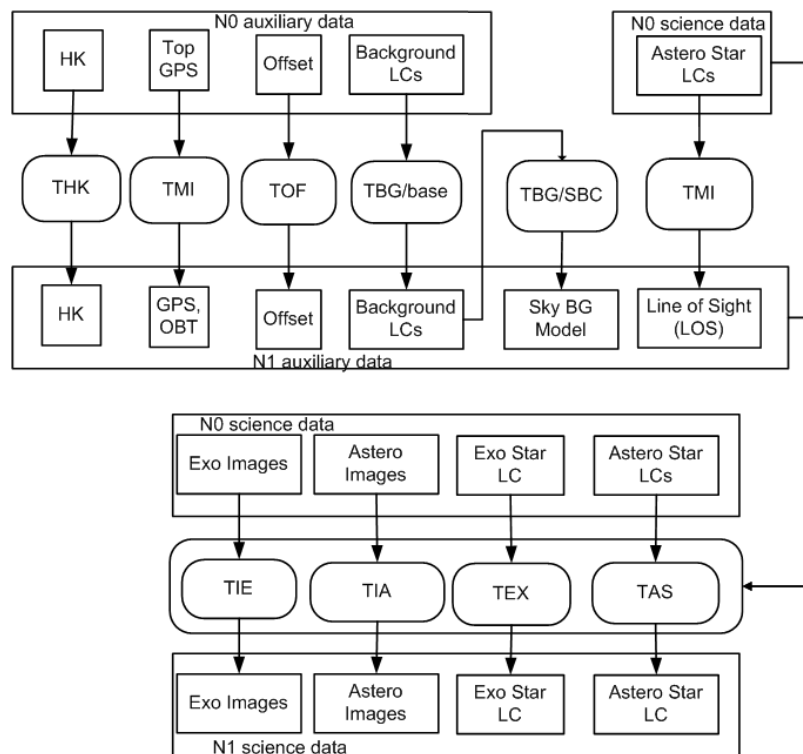 N0 auxiliary data
N0 science data
HK
Top
GPS
Offset
Background
LCs
Astero Star
LCs
THK
TMI
TOF
TBG/base
TBG/SBC
TMI
HK
GPS,
OBT
Offset
Background
LCs
Sky BG
Model
Line of Sight
(LOS)
N1 auxiliary data
N0 science data
Exo Images
Astero
Images
Exo Star
LC
Astero Star
LCs
TIE
TIA
TEX
TAS
Exo Images
Astero
Images
Exo Star
LC
Astero Star
LC
N1 science data